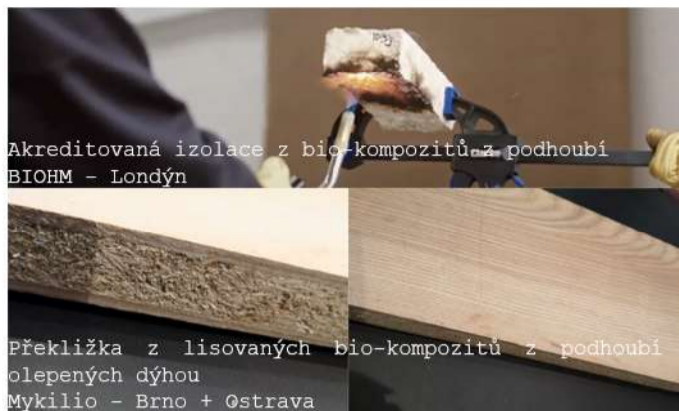 Akreditovaná izolace z bio-kompozitů z podhoubí
BIOHM - Londýn
Překližka z lisovaných bio-kompozitů z podhoubí
olepených dýhou
Mykilio - Brno + Ostrava